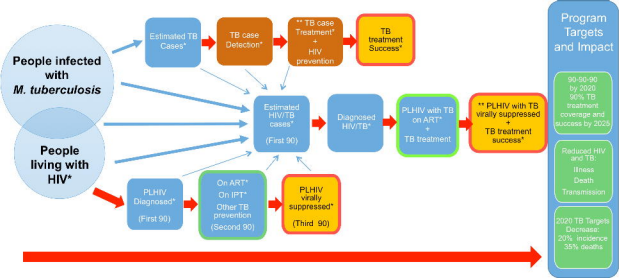 People infected
with
M. tuberculosis
People
living with
HIV*
Estimated TB
Cases*
TB case
Detection*
** TB case
Treatment*
+
HIV
prevention
TB
treatment
Success*
Estimated
HIV/TB
cases*
(First 90)
Diagnosed
HIV/TB*
PLHIV with TB
on ART*
+
TB treatment
** PLHIV with TB
virally suppressed
+
TB treatment
success*
PLHIV
Diagnosed*
(First 90)
On ART*
On IPT*
Other TB
prevention
(Second 90)
PLHIV
virally
suppressed*
(Third 90)
Program
Targets
and Impact
90-90-90
by 2020
90% TB
treatment
coverage and
success by 2025
Reduced HIV
and TB:
Illness
Death
Transmission
2020 TB Targets
Decrease:
20% incidence
35% deaths